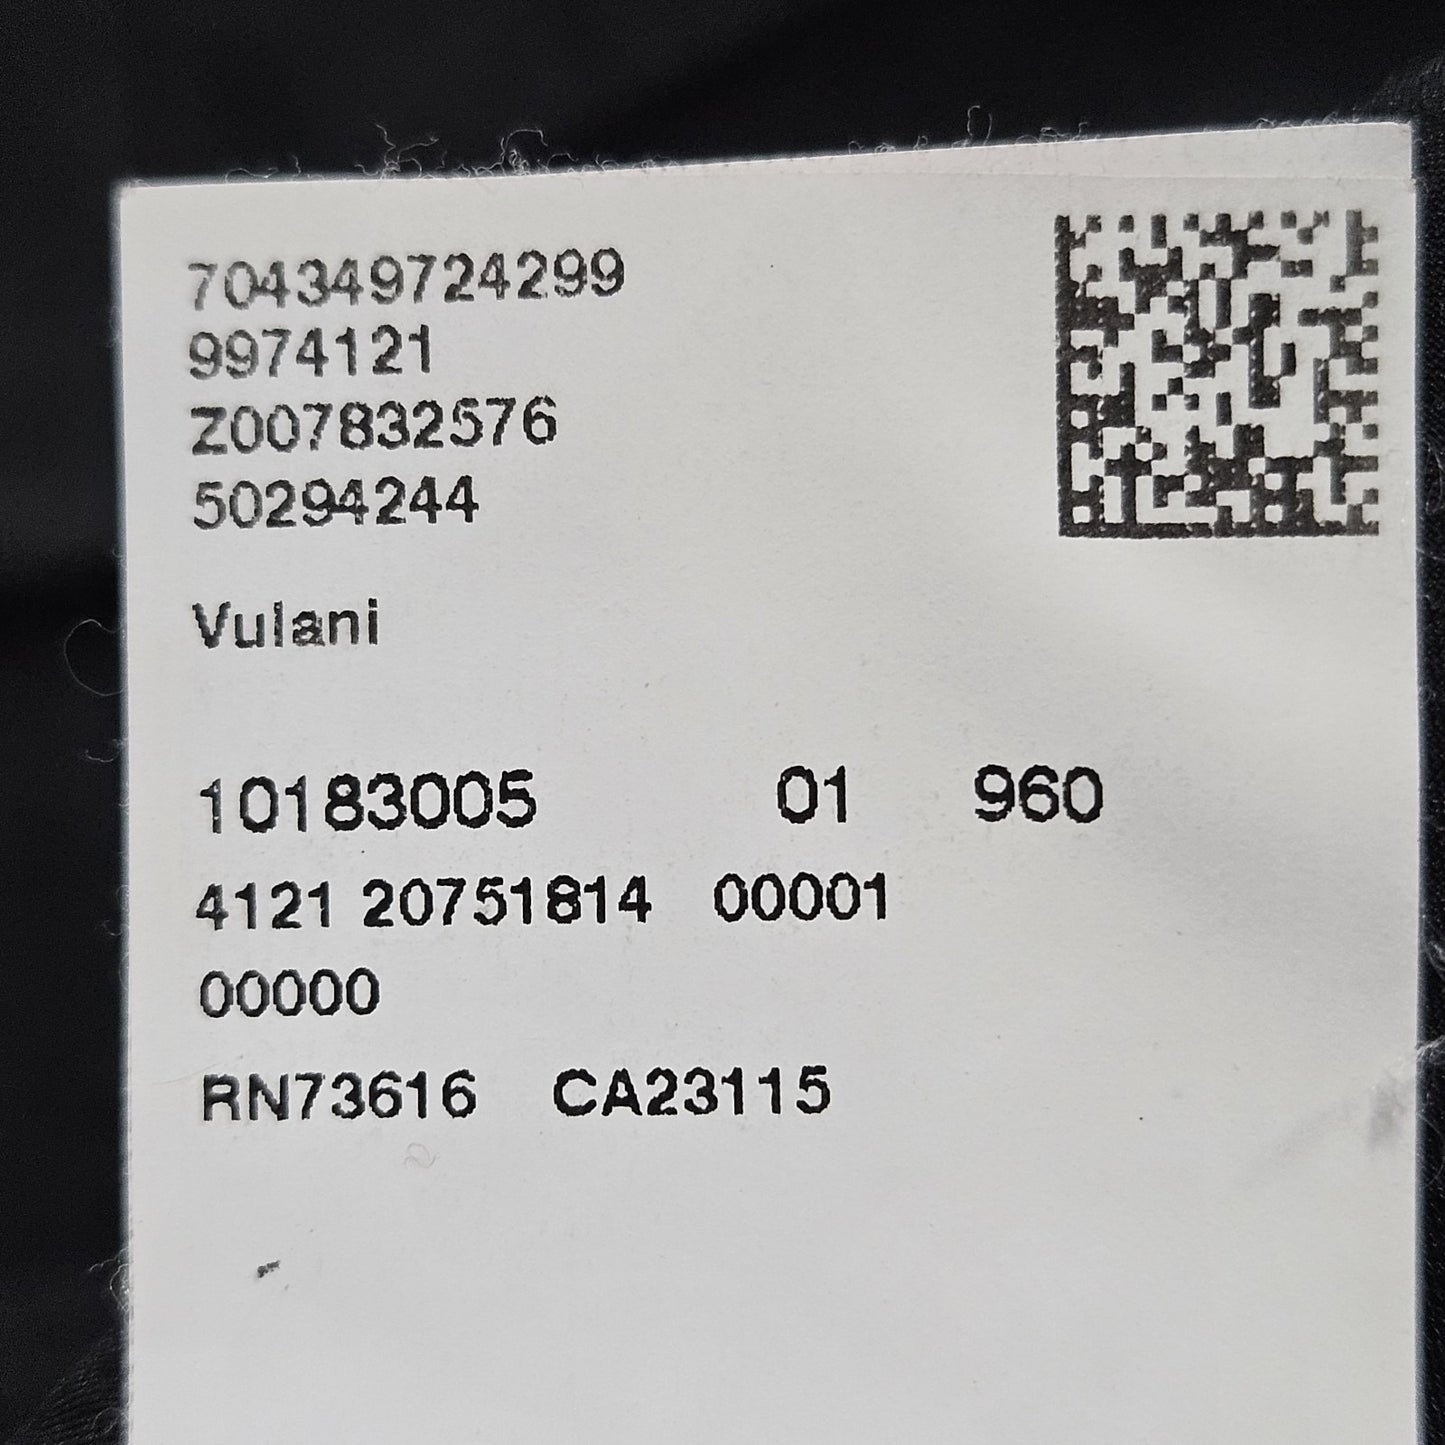 704349724299
9974121
Z007832576
50294244
Vulani
10183005 01 960
4121 20751814 00001
00000
RN73616 CA23115